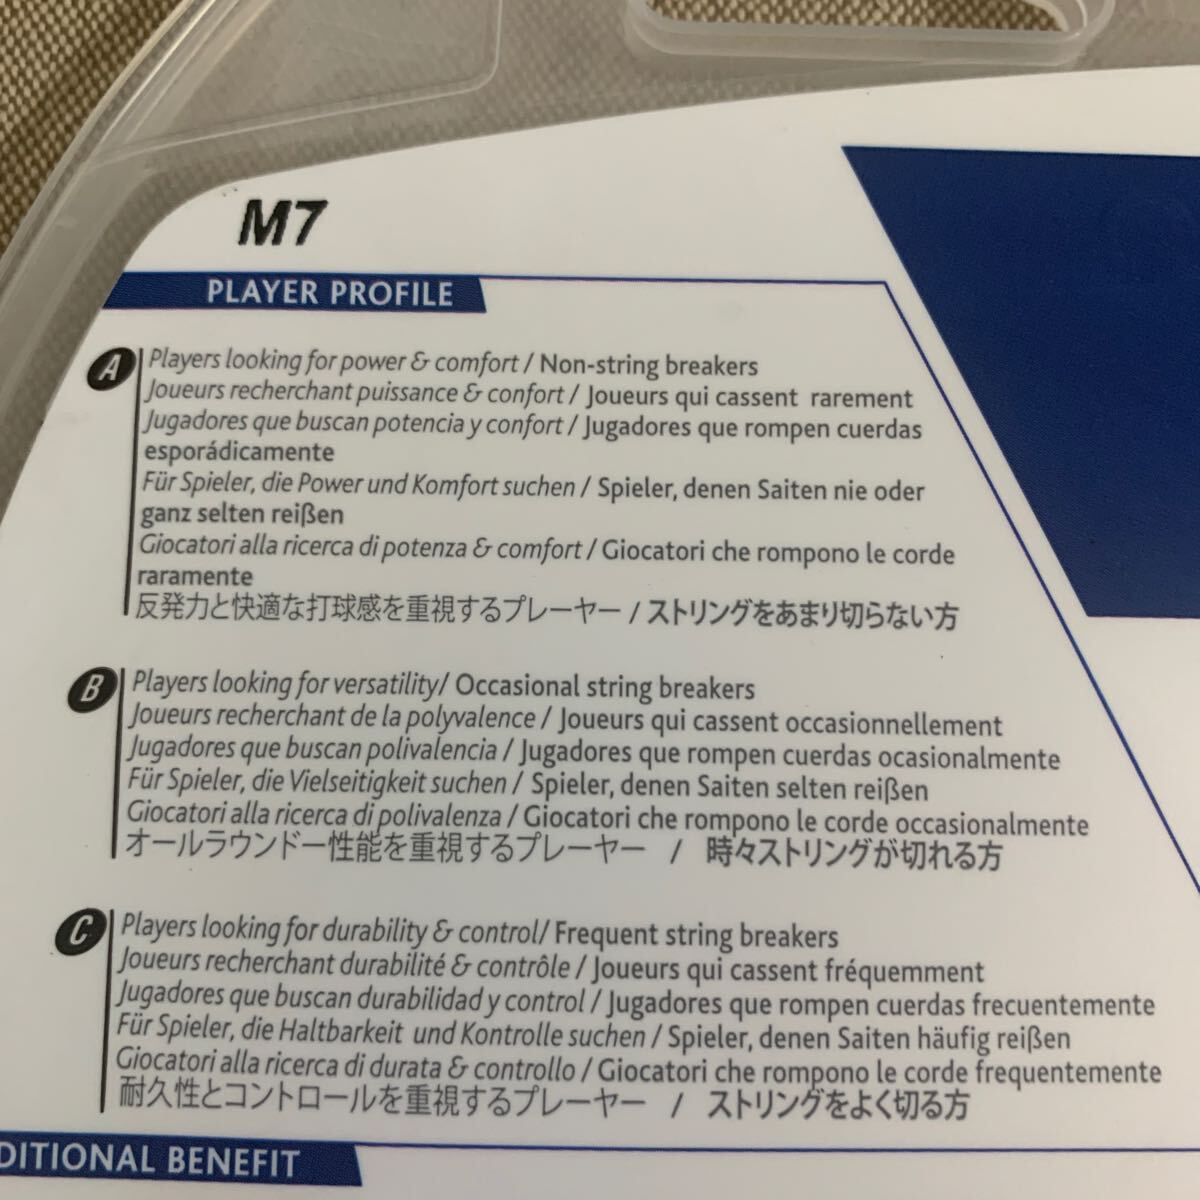 M7
PLAYER PROFILE
A
Players looking for power & comfort / Non-string breakers
Joueurs recherchant puissance & confort / Joueurs qui cassent rarement
Jugadores que buscan potencia y confort / Jugadores que rompen cuerdas
esporádicamente
Für Spieler, die Power und Komfort suchen / Spieler, denen Saiten nie oder
ganz selten reißen
Giocatori alla ricerca di potenza & comfort / Giocatori che rompono le corde
raramente
反発力と快適な打球感を重視するプレーヤー / ストリングをあまり切らない方
B
Players looking for versatility/ Occasional string breakers
Joueurs recherchant de la polyvalence / Joueurs qui cassent occasionnellement
Jugadores que buscan polivalencia / Jugadores que rompen cuerdas ocasionalmente
Für Spieler, die Vielseitigkeit suchen / Spieler, denen Saiten selten reißen
Giocatori alla ricerca di polivalenza / Giocatori che rompono le corde occasionalmente
オールラウンドー性能を重視するプレーヤー / 時々ストリングが切れる方
C
Players looking for durability & control/ Frequent string breakers
Joueurs recherchant durabilité & contrôle / Joueurs qui cassent fréquemment
Jugadores que buscan durabilidad y control / Jugadores que rompen cuerdas frecuentemente
Für Spieler, die Haltbarkeit und Kontrolle suchen / Spieler, denen Saiten häufig reißen
Giocatori alla ricerca di durata & controllo / Giocatori che rompono le corde frequentemente
耐久性とコントロールを重視するプレーヤー / ストリングをよく切る方
DITIONAL BENEFIT